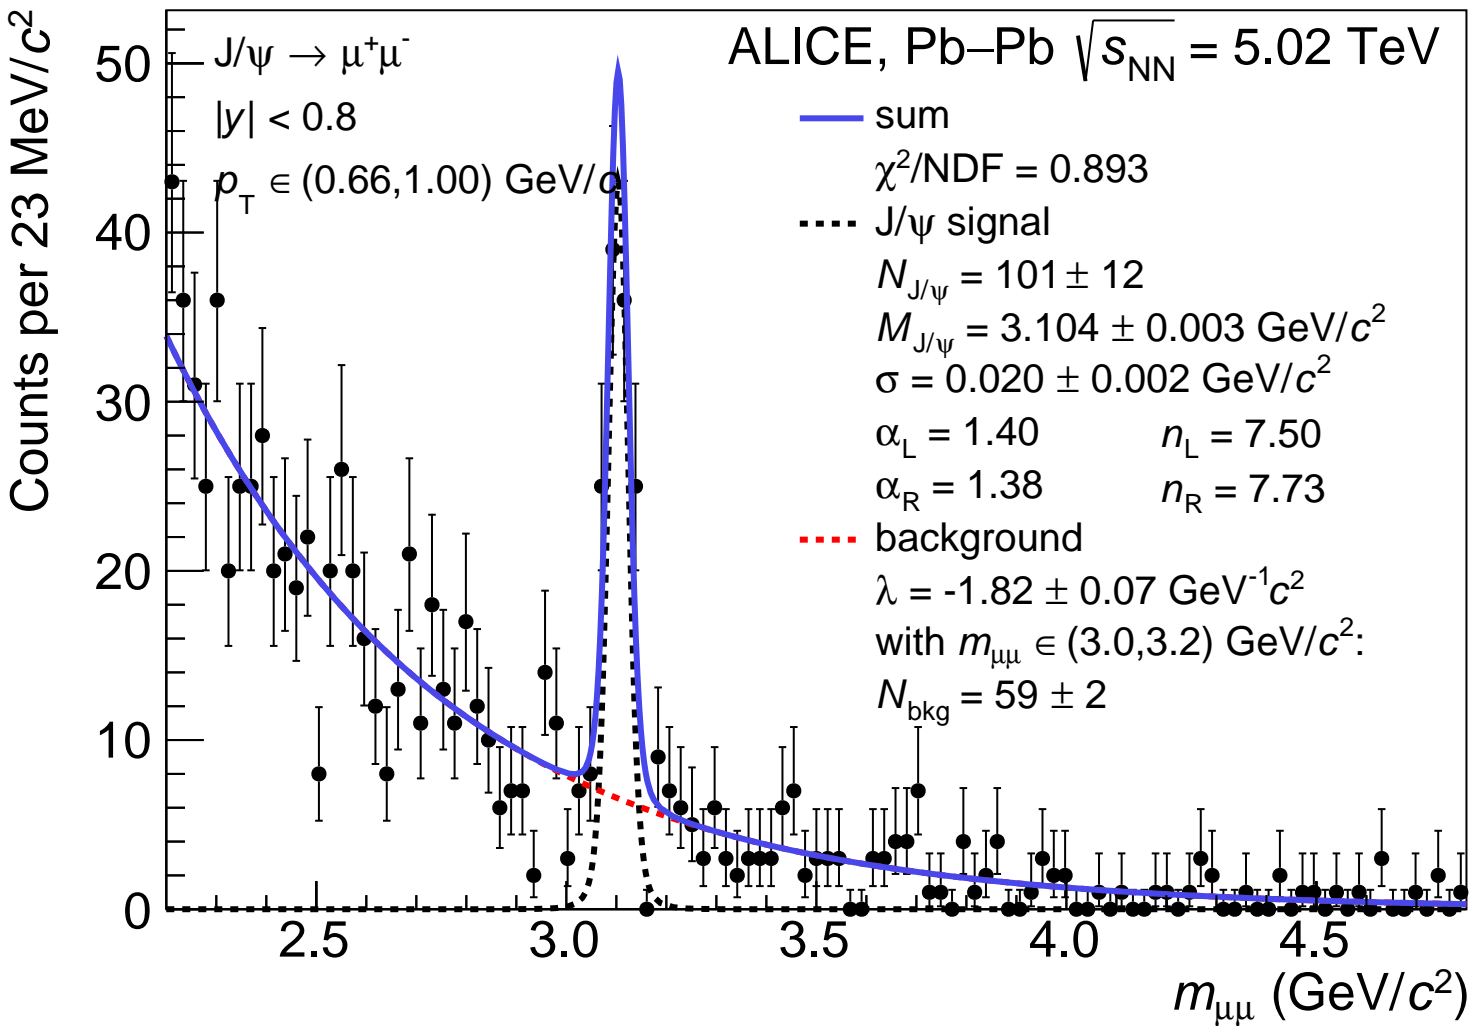 Counts per 23 MeV/c²
50
40
30
20
10
0
J/ψ → μ⁺μ⁻
|y| < 0.8
p_T ∈ (0.66,1.00) GeV/c
ALICE, Pb–Pb √s_NN = 5.02 TeV
sum
χ²/NDF = 0.893
J/ψ signal
N_J/ψ = 101 ± 12
M_J/ψ = 3.104 ± 0.003 GeV/c²
σ = 0.020 ± 0.002 GeV/c²
α_L = 1.40 n_L = 7.50
α_R = 1.38 n_R = 7.73
background
λ = -1.82 ± 0.07 GeV⁻¹c²
with m_μμ ∈ (3.0,3.2) GeV/c²:
N_bkg = 59 ± 2
2.5 3.0 3.5 4.0 4.5
m_μμ (GeV/c²)